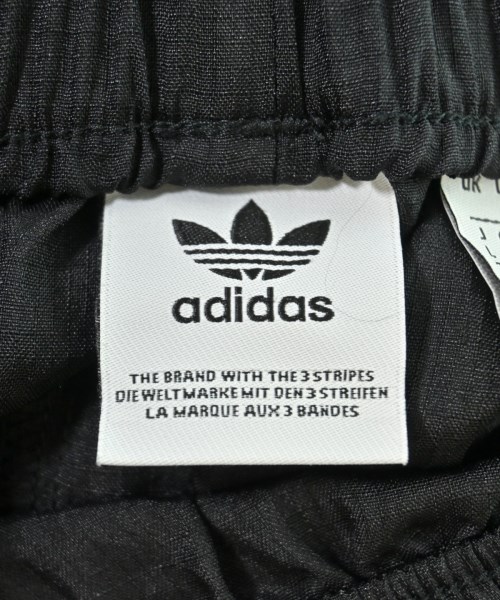 adidas
THE BRAND WITH THE 3 STRIPES
DIE WELTMARKE MIT DEN 3 STREIFEN
LA MARQUE AUX 3 BANDES